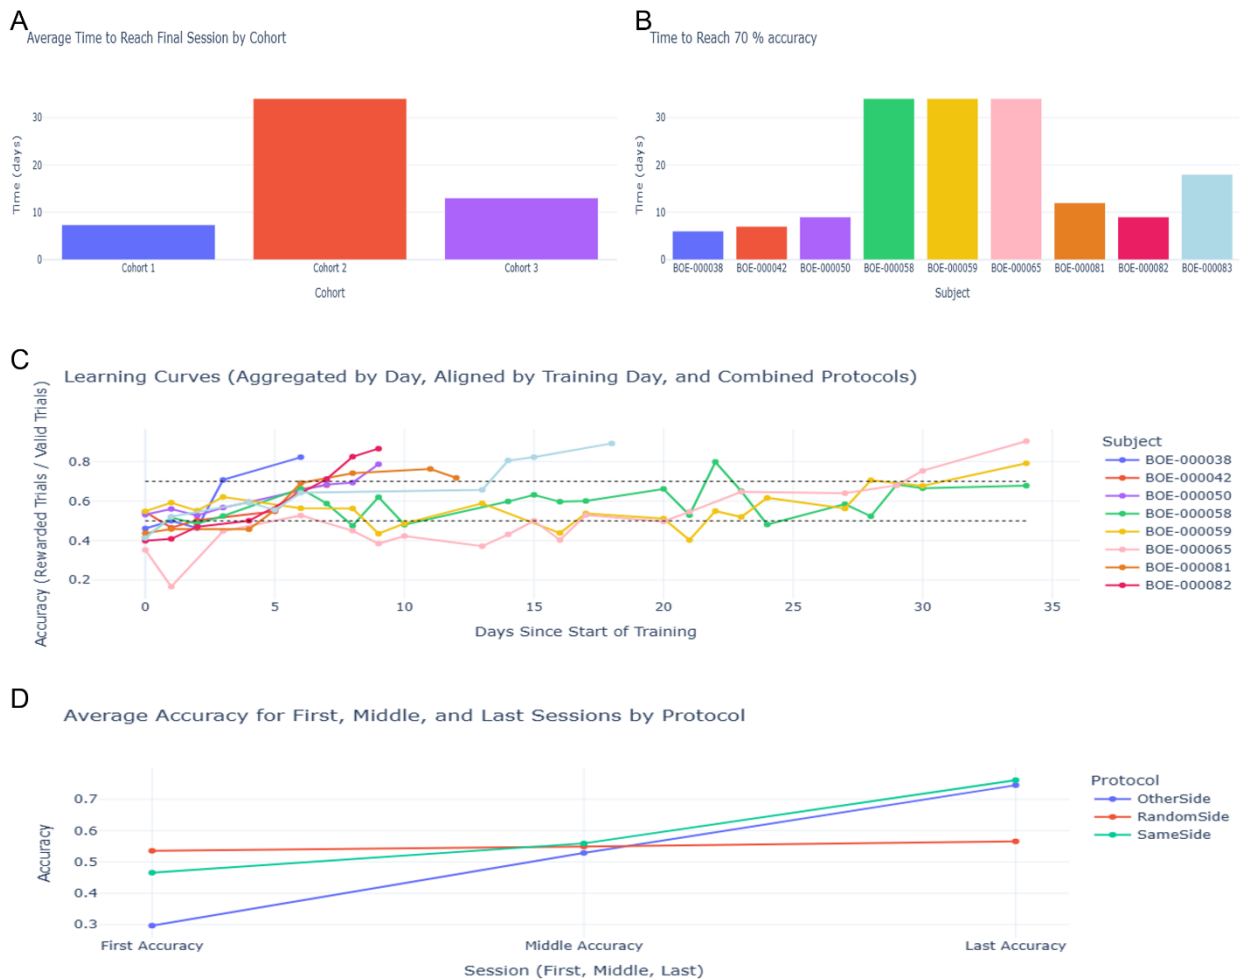 A
Average Time to Reach Final Session by Cohort
Time (days)
30
20
10
0
Cohort 1
Cohort 2
Cohort 3
Cohort
B
Time to Reach 70 % accuracy
Time (days)
30
20
10
0
BOE-000038
BOE-000042
BOE-000050
BOE-000058
BOE-000059
BOE-000065
BOE-000081
BOE-000082
BOE-000083
Subject
C
Learning Curves (Aggregated by Day, Aligned by Training Day, and Combined Protocols)
Accuracy (Rewarded Trials / Valid Trials)
0.8
0.6
0.4
0.2
0
5
10
15
20
25
30
35
Days Since Start of Training
Subject
BOE-000038
BOE-000042
BOE-000050
BOE-000058
BOE-000059
BOE-000065
BOE-000081
BOE-000082
D
Average Accuracy for First, Middle, and Last Sessions by Protocol
Accuracy
0.7
0.6
0.5
0.4
0.3
First Accuracy
Middle Accuracy
Last Accuracy
Session (First, Middle, Last)
Protocol
OtherSide
RandomSide
SameSide